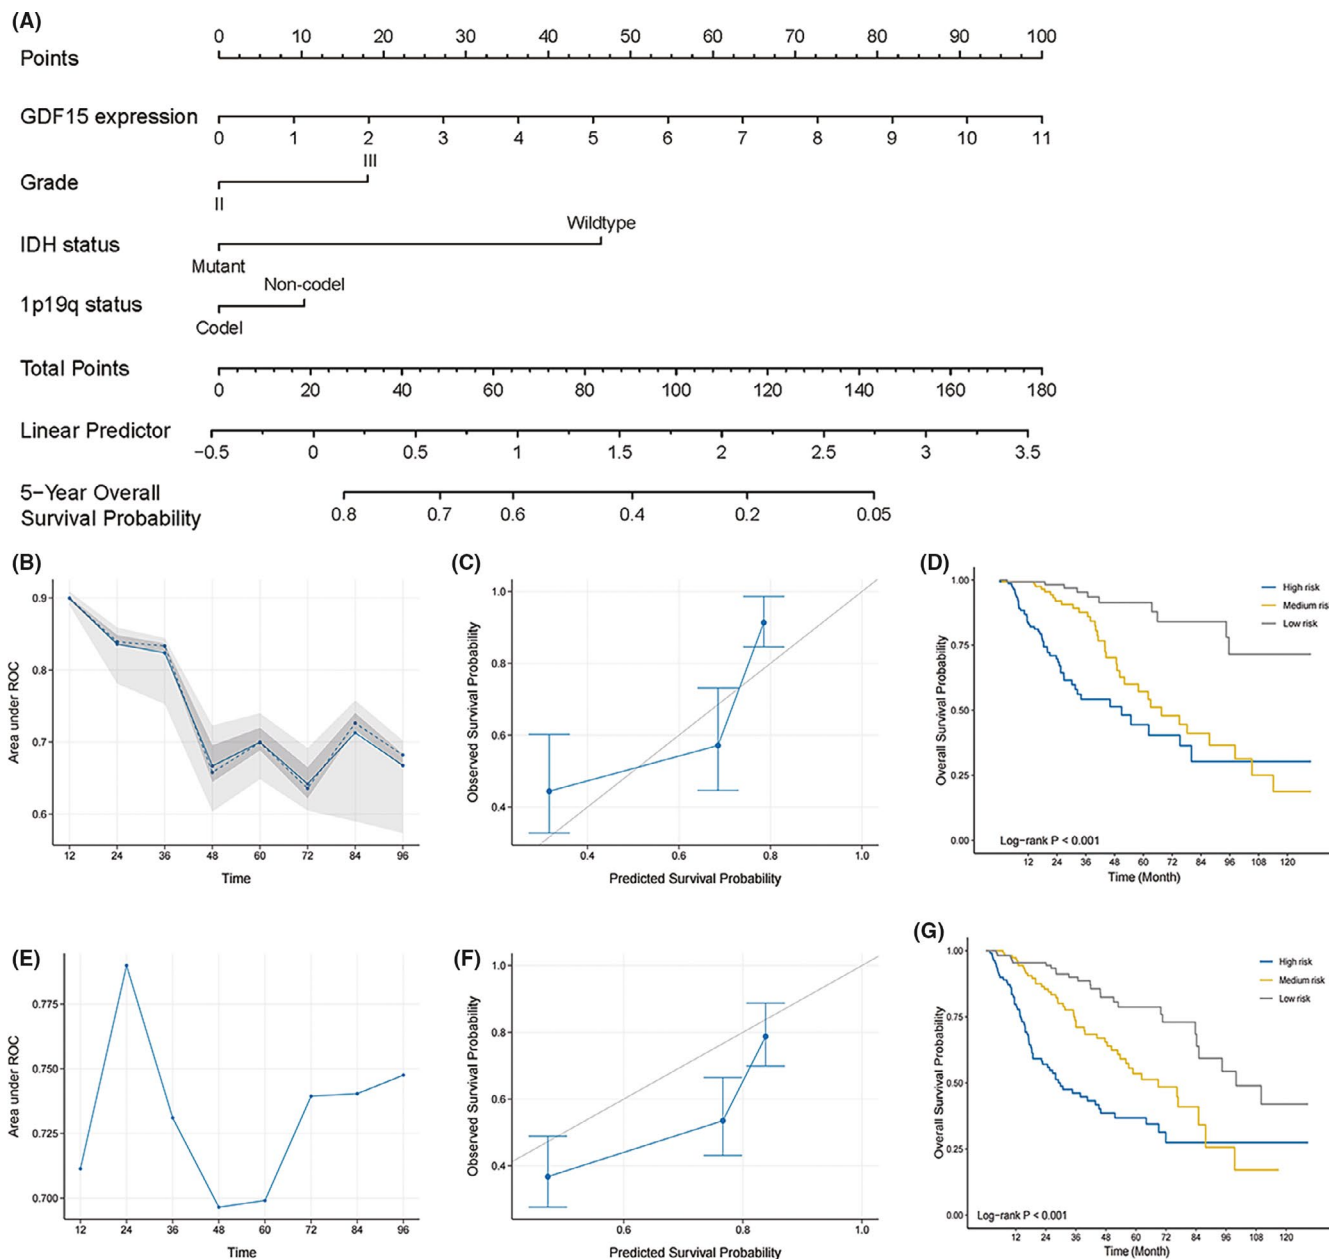 (A)
0 10 20 30 40 50 60 70 80 90 100
Points
GDF15 expression
0 1 2 3 4 5 6 7 8 9 10 11
III
Grade
II
Wildtype
IDH status
Mutant
Non-codel
1p19q status
Codel
Total Points
0 20 40 60 80 100 120 140 160 180
Linear Predictor
−0.5 0 0.5 1 1.5 2 2.5 3 3.5
5−Year Overall
Survival Probability
0.8 0.7 0.6 0.4 0.2 0.05
(B)
Area under ROC
0.9
0.8
0.7
0.6
12 24 36 48 60 72 84 96
Time
(C)
Observed Survival Probability
1.0
0.8
0.6
0.4
0.4 0.6 0.8 1.0
Predicted Survival Probability
(D)
Overall Survival Probability
1.00
0.75
0.50
0.25
0.00
High risk
Medium ris
Low risk
Log−rank P < 0.001
12 24 36 48 60 72 84 96 108 120
Time (Month)
(E)
Area under ROC
0.775
0.750
0.725
0.700
12 24 36 48 60 72 84 96
Time
(F)
Observed Survival Probability
1.0
0.8
0.6
0.4
0.6 0.8 1.0
Predicted Survival Probability
(G)
Overall Survival Probability
1.00
0.75
0.50
0.25
0.00
High risk
Medium risk
Low risk
Log−rank P < 0.001
12 24 36 48 60 72 84 96 108 120
Time (Month)